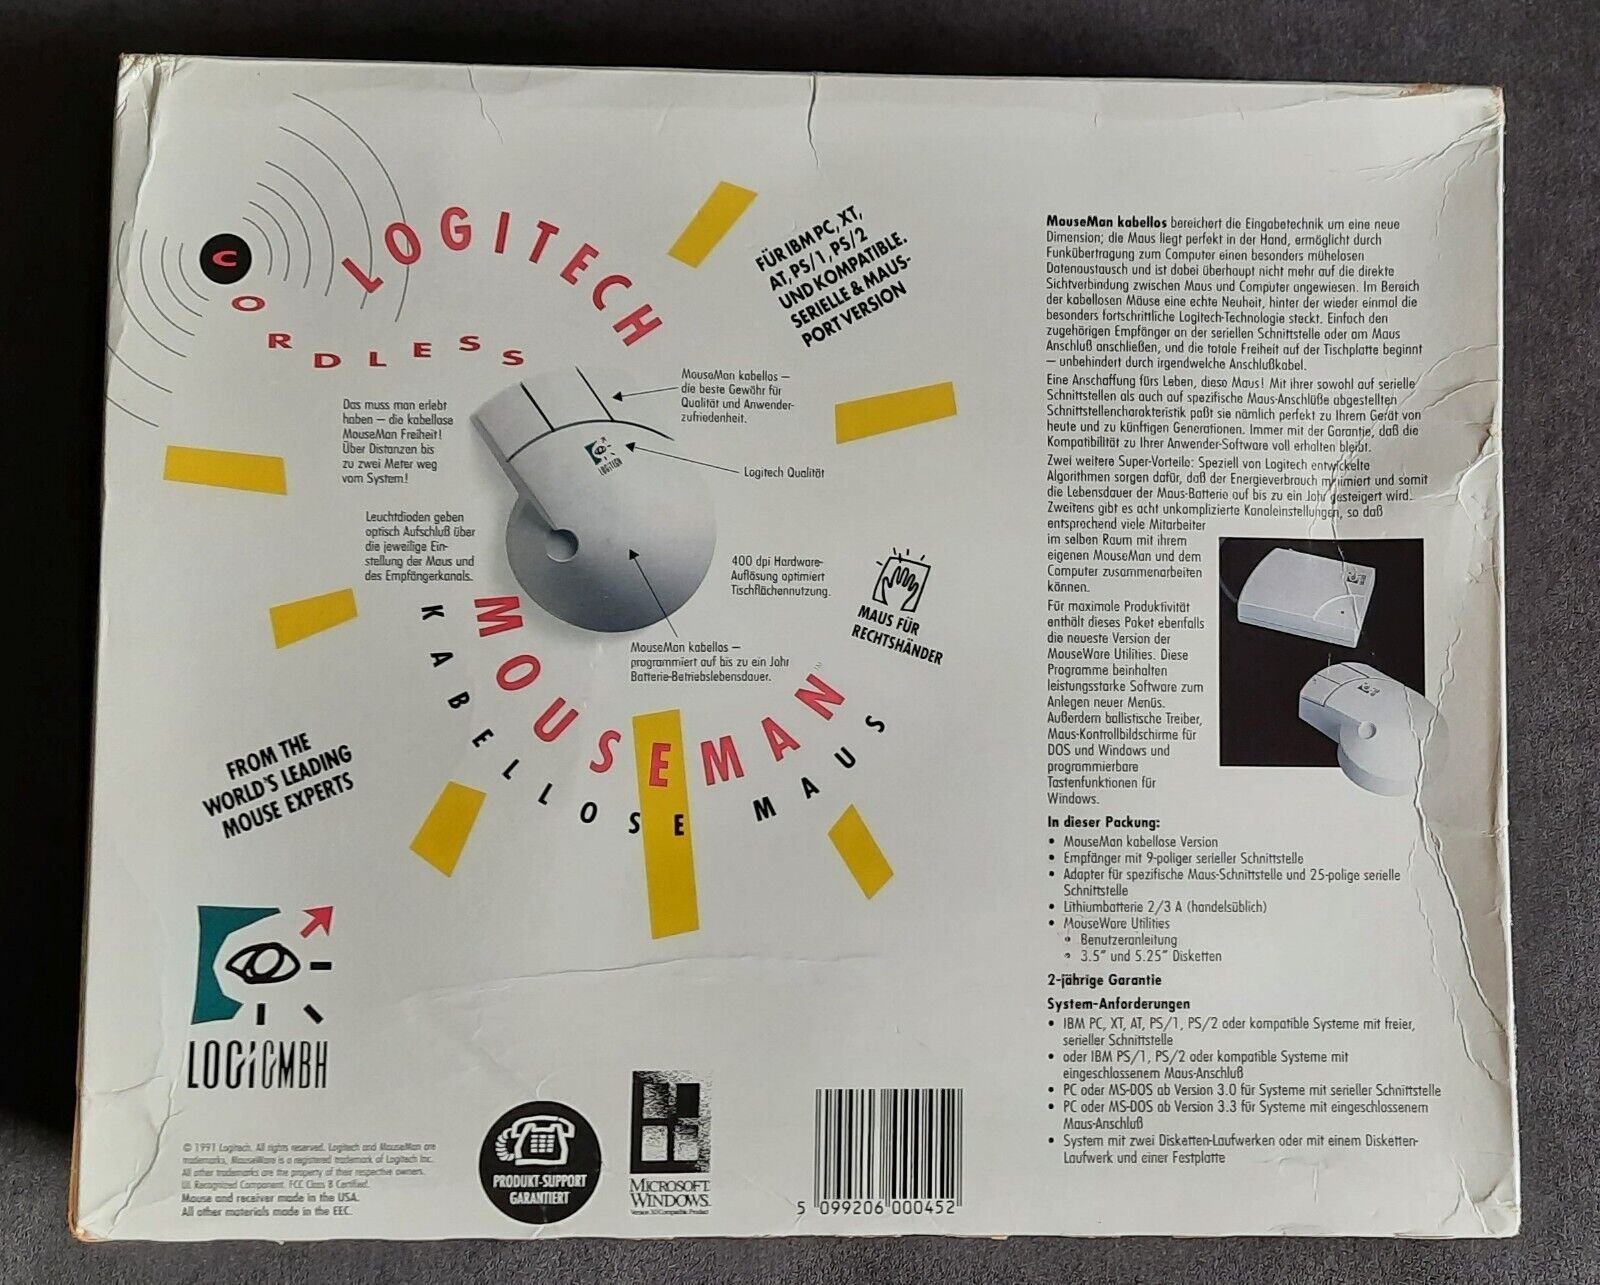 CORDLESS
LOGITECH
FÜR IBM PC, XT,
AT, PS/1, PS/2
UND KOMPATIBLE.
SERIELLE & MAUS-
PORT VERSION
MouseMan kabellos –
die beste Gewähr für
Qualität und Anwender-
zufriedenheit.
Das muss man erlebt
haben – die kabellose
MouseMan Freiheit!
Über Distanzen bis
zu zwei Meter weg
vom System!
LOGITECH
Logitech Qualität
Leuchtdioden geben
optisch Aufschluß über
die jeweilige Ein-
stellung der Maus und
des Empfängerkanals.
400 dpi Hardware-
Auflösung optimiert
Tischflächennutzung.
MAUS FÜR
RECHTSHÄNDER
MouseMan kabellos –
programmiert auf bis zu ein Jahr
Batterie-Betriebslebensdauer.
MOUSEMAN™
KABELLOSE MAUS
FROM THE
WORLD'S LEADING
MOUSE EXPERTS
LOGIGMBH
© 1991 Logitech. All rights reserved. Logitech and MouseMan are
trademarks, MouseWare is a registered trademark of Logitech Inc.
All other trademarks are the property of their respective owners.
UL Recognized Component. FCC Class B Certified.
Mouse and receiver made in the USA.
All other materials made in the EEC.
PRODUKT-SUPPORT
GARANTIERT
MICROSOFT
WINDOWS™
Version 3.0 Compatible Product
5 099206 000452
MouseMan kabellos bereichert die Eingabetechnik um eine neue
Dimension; die Maus liegt perfekt in der Hand, ermöglicht durch
Funkübertragung zum Computer einen besonders mühelosen
Datenaustausch und ist dabei überhaupt nicht mehr auf die direkte
Sichtverbindung zwischen Maus und Computer angewiesen. Im Bereich
der kabellosen Mäuse eine echte Neuheit, hinter der wieder einmal die
besonders fortschrittliche Logitech-Technologie steckt. Einfach den
zugehörigen Empfänger an der seriellen Schnittstelle oder am Maus
Anschluß anschließen, und die totale Freiheit auf der Tischplatte beginnt
– unbehindert durch irgendwelche Anschlußkabel.
Eine Anschaffung fürs Leben, diese Maus! Mit ihrer sowohl auf serielle
Schnittstellen als auch auf spezifische Maus-Anschlüße abgestellten
Schnittstellencharakteristik paßt sie nämlich perfekt zu Ihrem Gerät von
heute und zu künftigen Generationen. Immer mit der Garantie, daß die
Kompatibilität zu Ihrer Anwender-Software voll erhalten bleibt.
Zwei weitere Super-Vorteile: Speziell von Logitech entwickelte
Algorithmen sorgen dafür, daß der Energieverbrauch minimiert und somit
die Lebensdauer der Maus-Batterie auf bis zu ein Jahr gesteigert wird.
Zweitens gibt es acht unkomplizierte Kanaleinstellungen, so daß
entsprechend viele Mitarbeiter
im selben Raum mit ihrem
eigenen MouseMan und dem
Computer zusammenarbeiten
können.
Für maximale Produktivität
enthält dieses Paket ebenfalls
die neueste Version der
MouseWare Utilities. Diese
Programme beinhalten
leistungsstarke Software zum
Anlegen neuer Menüs.
Außerdem ballistische Treiber,
Maus-Kontrollbildschirme für
DOS und Windows und
programmierbare
Tastenfunktionen für
Windows.
In dieser Packung:
• MouseMan kabellose Version
• Empfänger mit 9-poliger serieller Schnittstelle
• Adapter für spezifische Maus-Schnittstelle und 25-polige serielle
Schnittstelle
• Lithiumbatterie 2/3 A (handelsüblich)
• MouseWare Utilities
• Benutzeranleitung
• 3.5" und 5.25" Disketten
2-jährige Garantie
System-Anforderungen
• IBM PC, XT, AT, PS/1, PS/2 oder kompatible Systeme mit freier,
serieller Schnittstelle
• oder IBM PS/1, PS/2 oder kompatible Systeme mit
eingeschlossenem Maus-Anschluß
• PC oder MS-DOS ab Version 3.0 für Systeme mit serieller Schnittstelle
• PC oder MS-DOS ab Version 3.3 für Systeme mit eingeschlossenem
Maus-Anschluß
• System mit zwei Disketten-Laufwerken oder mit einem Disketten-
Laufwerk und einer Festplatte